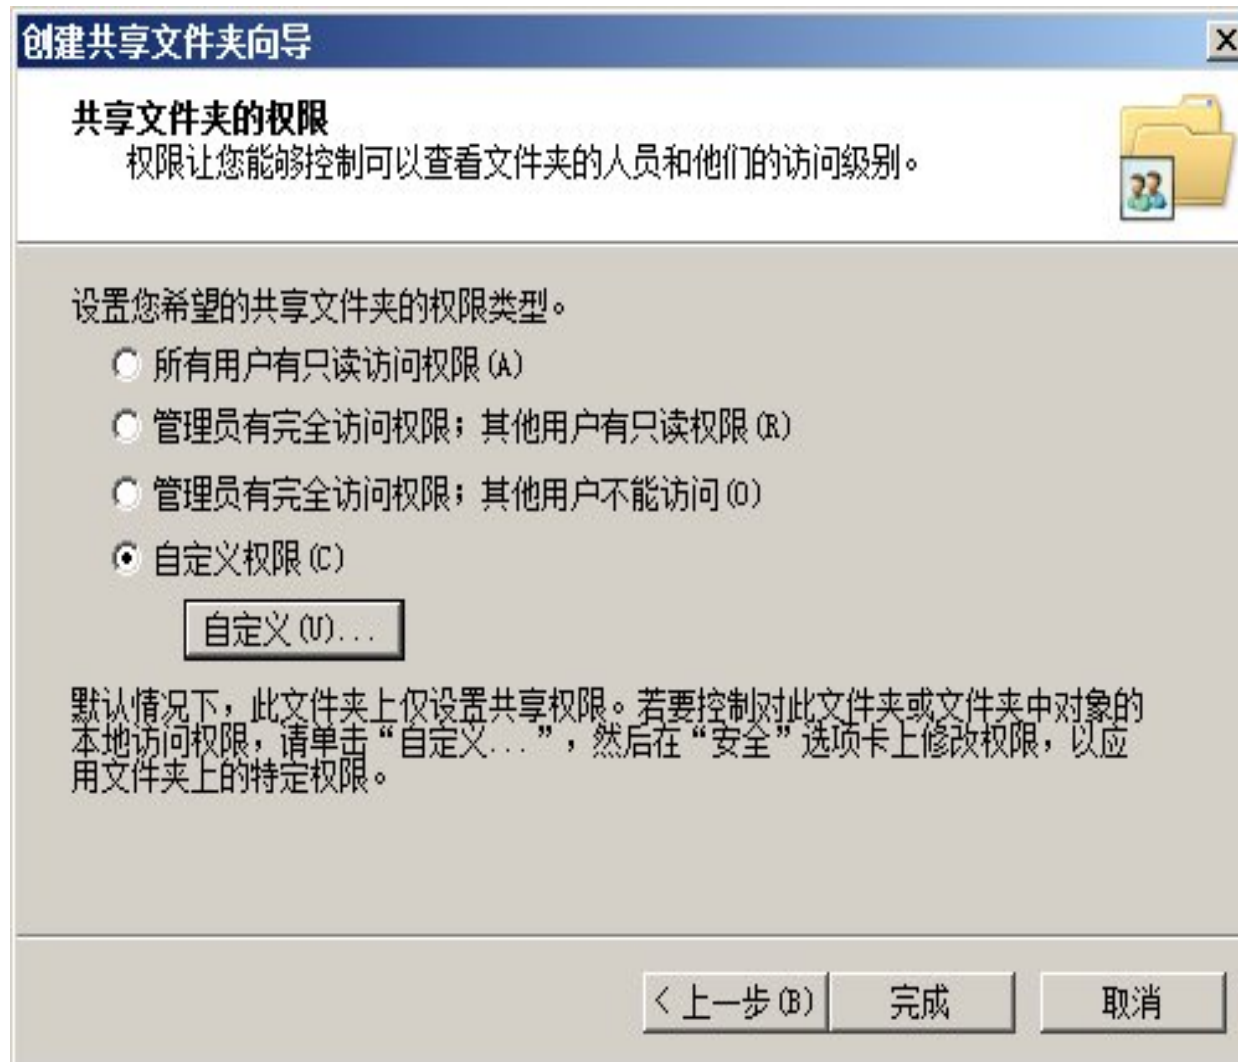 创建共享文件夹向导
共享文件夹的权限
权限让您能够控制可以查看文件夹的人员和他们的访问级别。
设置您希望的共享文件夹的权限类型。
所有用户有只读访问权限(A)
管理员有完全访问权限；其他用户有只读权限(R)
管理员有完全访问权限；其他用户不能访问(O)
自定义权限(C)
自定义(U)...
默认情况下，此文件夹上仅设置共享权限。若要控制对此文件夹或文件夹中对象的
本地访问权限，请单击“自定义...”，然后在“安全”选项卡上修改权限，以应
用文件夹上的特定权限。
< 上一步(B) 完成 取消